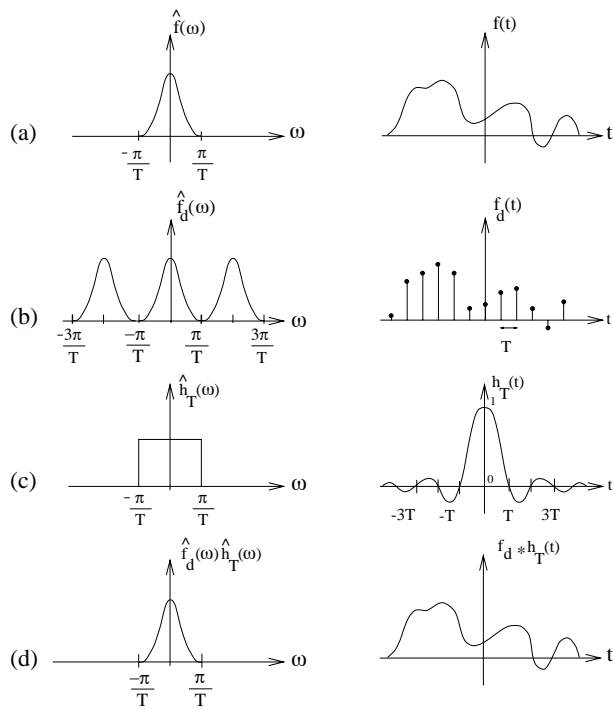 f̂(ω) f(t)
(a) ω t
-π/T π/T
f̂_d(ω) f_d(t)
(b) ω t
-3π/T -π/T π/T 3π/T T
ĥ_T(ω) h_T(t)
1
(c) 0 ω t
-π/T π/T -3T -T T 3T
f̂_d(ω) ĥ_T(ω) f_d * h_T(t)
(d) ω t
-π/T π/T